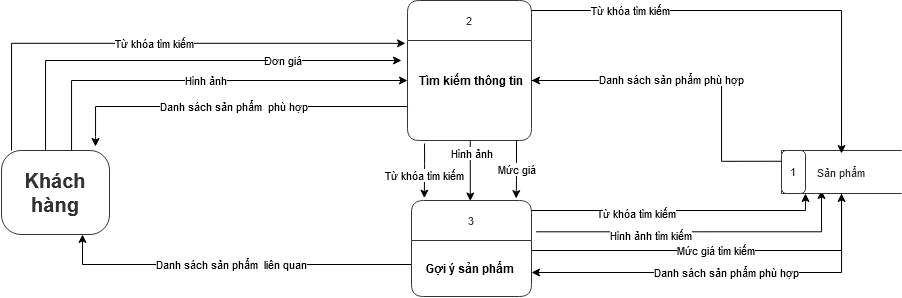 2
Từ khóa tìm kiếm
Từ khóa tìm kiếm
Đơn giá
Hình ảnh
Tìm kiếm thông tin
Danh sách sản phẩm phù hợp
Danh sách sản phẩm phù hợp
Hình ảnh
Mức giá
Từ khóa tìm kiếm
Khách
hàng
1
Sản phẩm
3
Từ khóa tìm kiếm
Hình ảnh tìm kiếm
Mức giá tìm kiếm
Danh sách sản phẩm liên quan
Gợi ý sản phẩm
Danh sách sản phẩm phù hợp